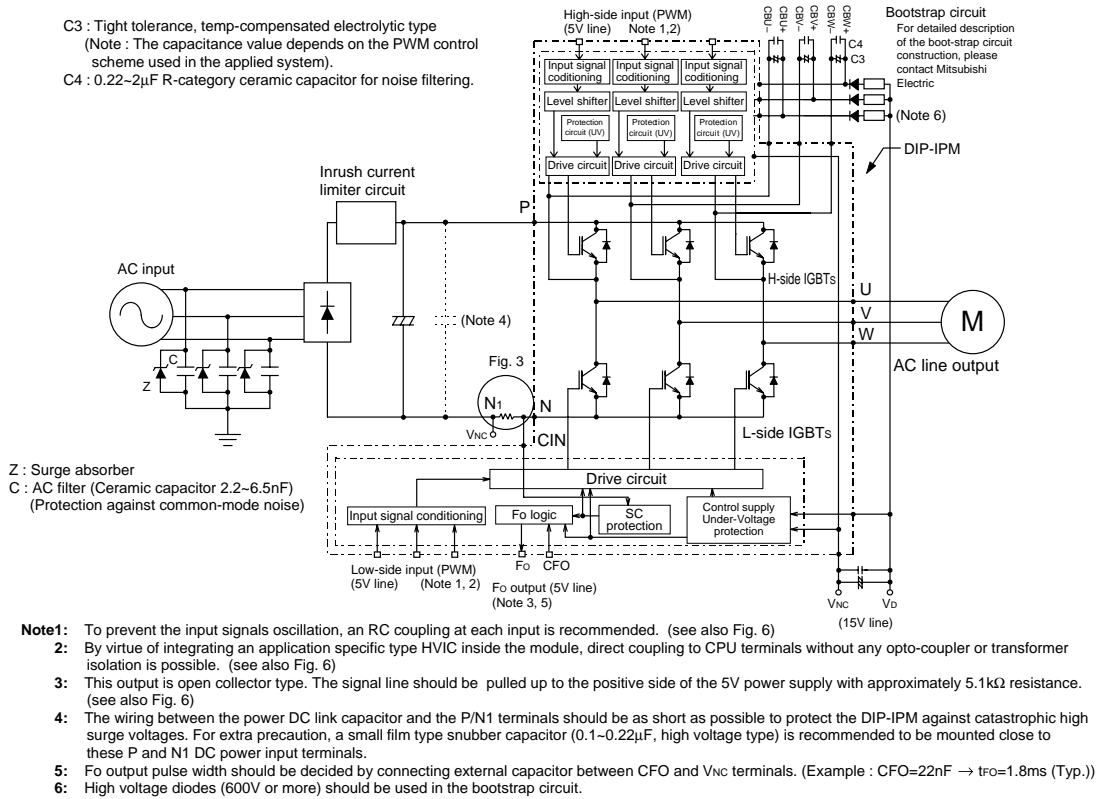 C3 : Tight tolerance, temp-compensated electrolytic type
(Note : The capacitance value depends on the PWM control
scheme used in the applied system).
C4 : 0.22~2μF R-category ceramic capacitor for noise filtering.
High-side input (PWM)
(5V line) Note 1,2)
CBU–
CBU+
CBV–
CBV+
CBW–
CBW+
Bootstrap circuit
For detailed description
of the boot-strap circuit
construction, please
contact Mitsubishi
Electric
C4
C3
Input signal coditioning
Input signal conditioning
Input signal conditioning
Level shifter
Level shifter
Level shifter
Protection circuit (UV)
Protection circuit (UV)
Protection circuit (UV)
Drive circuit
Drive circuit
Drive circuit
(Note 6)
DIP-IPM
Inrush current
limiter circuit
P
AC input
H-side IGBTs
U
V
W
M
AC line output
(Note 4)
C
Z
Fig. 3
N1
N
VNC
CIN
L-side IGBTs
Z : Surge absorber
C : AC filter (Ceramic capacitor 2.2~6.5nF)
(Protection against common-mode noise)
Drive circuit
Input signal conditioning
Fo logic
SC
protection
Control supply
Under-Voltage
protection
Low-side input (PWM)
(5V line) (Note 1, 2)
FO
CFO
FO output (5V line)
(Note 3, 5)
VNC
VD
(15V line)
Note1: To prevent the input signals oscillation, an RC coupling at each input is recommended. (see also Fig. 6)
2: By virtue of integrating an application specific type HVIC inside the module, direct coupling to CPU terminals without any opto-coupler or transformer
isolation is possible. (see also Fig. 6)
3: This output is open collector type. The signal line should be pulled up to the positive side of the 5V power supply with approximately 5.1kΩ resistance.
(see also Fig. 6)
4: The wiring between the power DC link capacitor and the P/N1 terminals should be as short as possible to protect the DIP-IPM against catastrophic high
surge voltages. For extra precaution, a small film type snubber capacitor (0.1~0.22μF, high voltage type) is recommended to be mounted close to
these P and N1 DC power input terminals.
5: Fo output pulse width should be decided by connecting external capacitor between CFO and VNC terminals. (Example : CFO=22nF → tFO=1.8ms (Typ.))
6: High voltage diodes (600V or more) should be used in the bootstrap circuit.